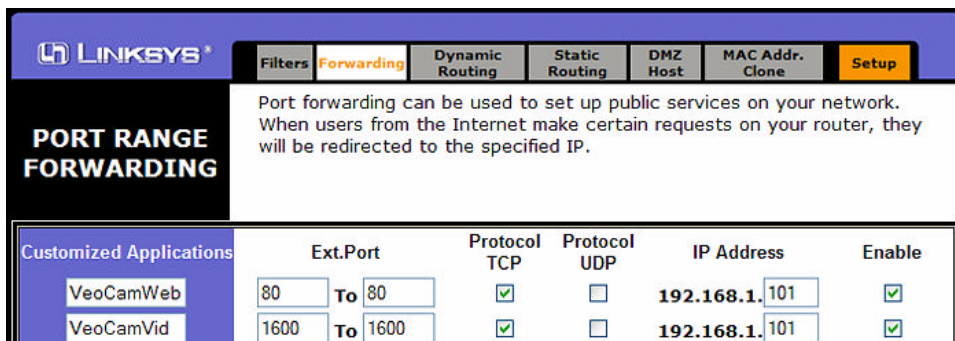 LINKSYS®
Filters Forwarding Dynamic Routing Static Routing DMZ Host MAC Addr. Clone Setup
PORT RANGE FORWARDING
Port forwarding can be used to set up public services on your network.
When users from the Internet make certain requests on your router, they
will be redirected to the specified IP.
Customized Applications Ext.Port Protocol TCP Protocol UDP IP Address Enable
VeoCamWeb 80 To 80 192.168.1. 101
VeoCamVid 1600 To 1600 192.168.1. 101